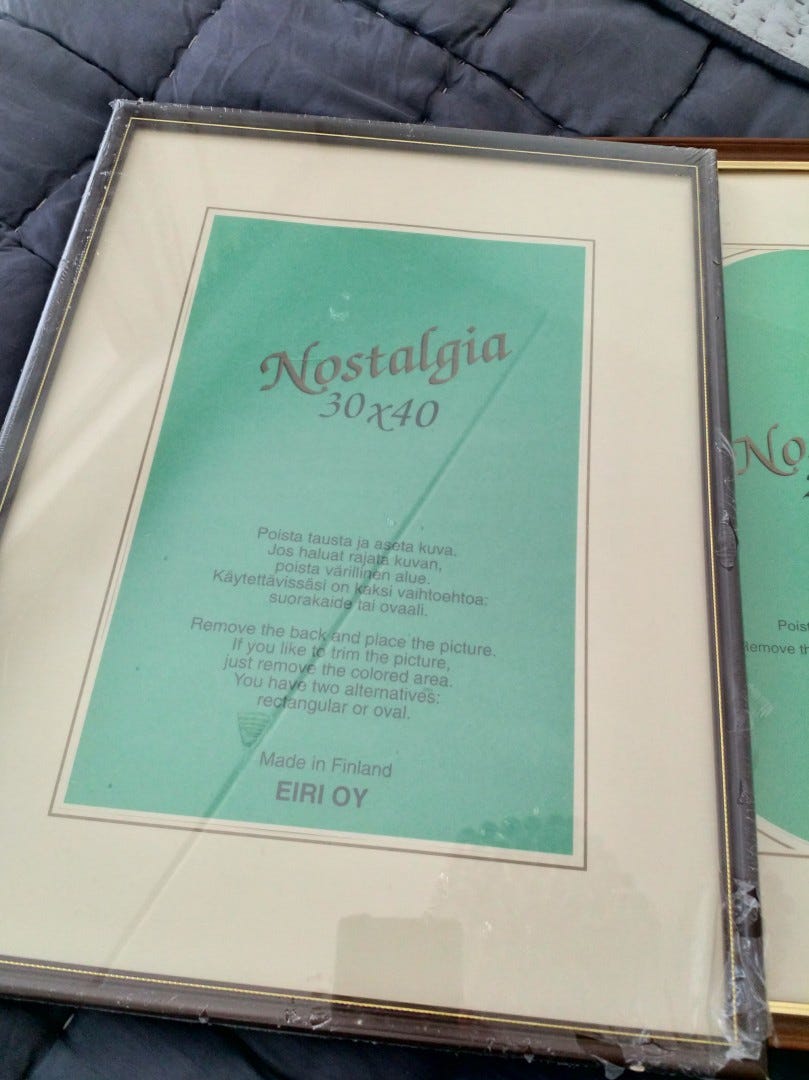 Nostalgia
30x40
Poista tausta ja aseta kuva.
Jos haluat rajata kuvan,
poista värillinen alue.
Käytettävissäsi on kaksi vaihtoehtoa:
suorakaide tai ovaali.
Remove the back and place the picture.
If you like to trim the picture,
just remove the colored area.
You have two alternatives:
rectangular or oval.
Made in Finland
EIRI OY
No
Poist
Remove th